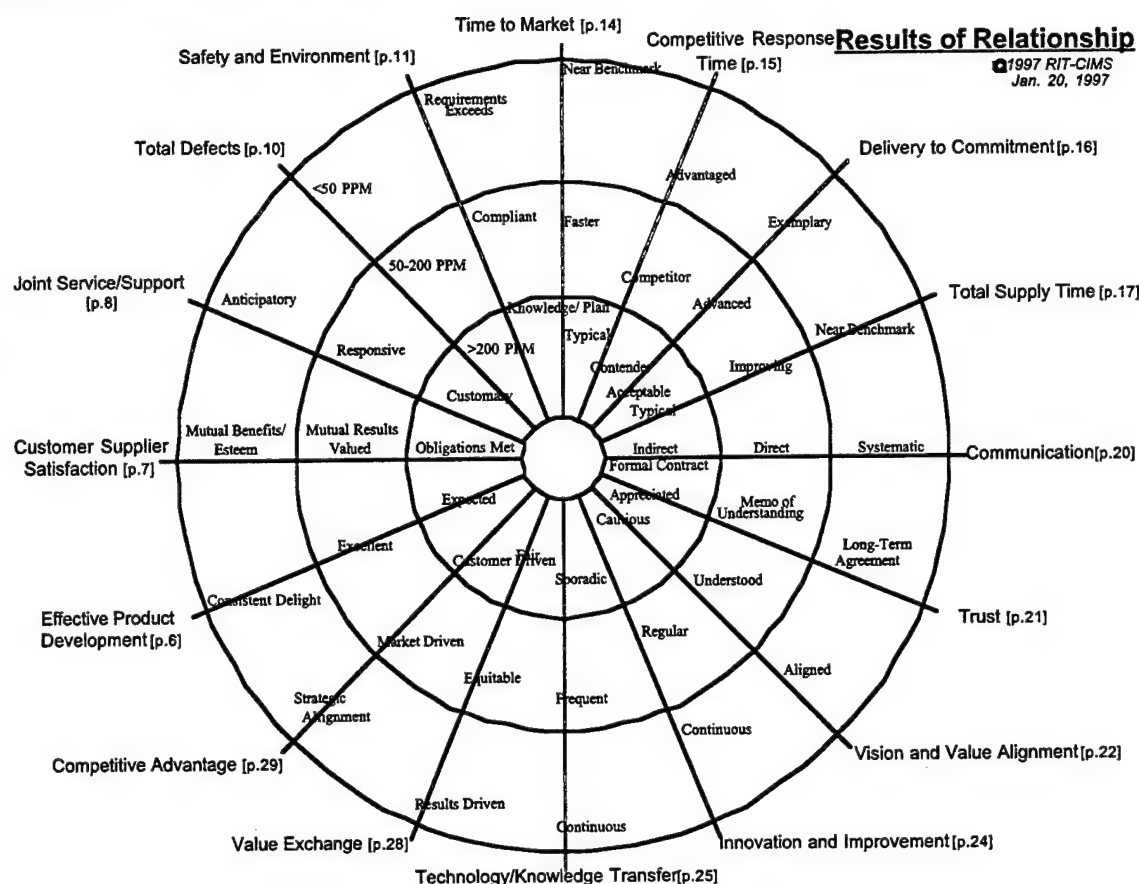 Time to Market [p.14]
Results of Relationship
©1997 RIT-CIMS
Jan. 20, 1997
Competitive Response
Time [p.15]
Safety and Environment [p.11]
Near Benchmark
Requirements
Exceeds
Total Defects [p.10]
Delivery to Commitment [p.16]
<50 PPM
Advantaged
Compliant
Faster
Exemplary
50-200 PPM
Competitor
Joint Service/Support
[p.8]
Anticipatory
Total Supply Time [p.17]
Knowledge/ Plan
Advanced
Typical
Near Benchmark
Responsive
>200 PPM
Contender
Improving
Customary
Acceptable
Typical
Customer Supplier
Satisfaction [p.7]
Mutual Benefits/
Esteem
Mutual Results
Valued
Obligations Met
Indirect
Direct
Systematic
Communication[p.20]
Formal Contract
Expected
Appreciated
Memo of
Understanding
Cautious
Excellent
Customer Driven
Fair
Long-Term
Agreement
Sporadic
Understood
Consistent Delight
Effective Product
Development [p.6]
Trust [p.21]
Market Driven
Regular
Equitable
Aligned
Strategic
Alignment
Frequent
Continuous
Competitive Advantage [p.29]
Vision and Value Alignment [p.22]
Results Driven
Continuous
Value Exchange [p.28]
Innovation and Improvement [p.24]
Technology/Knowledge Transfer[p.25]